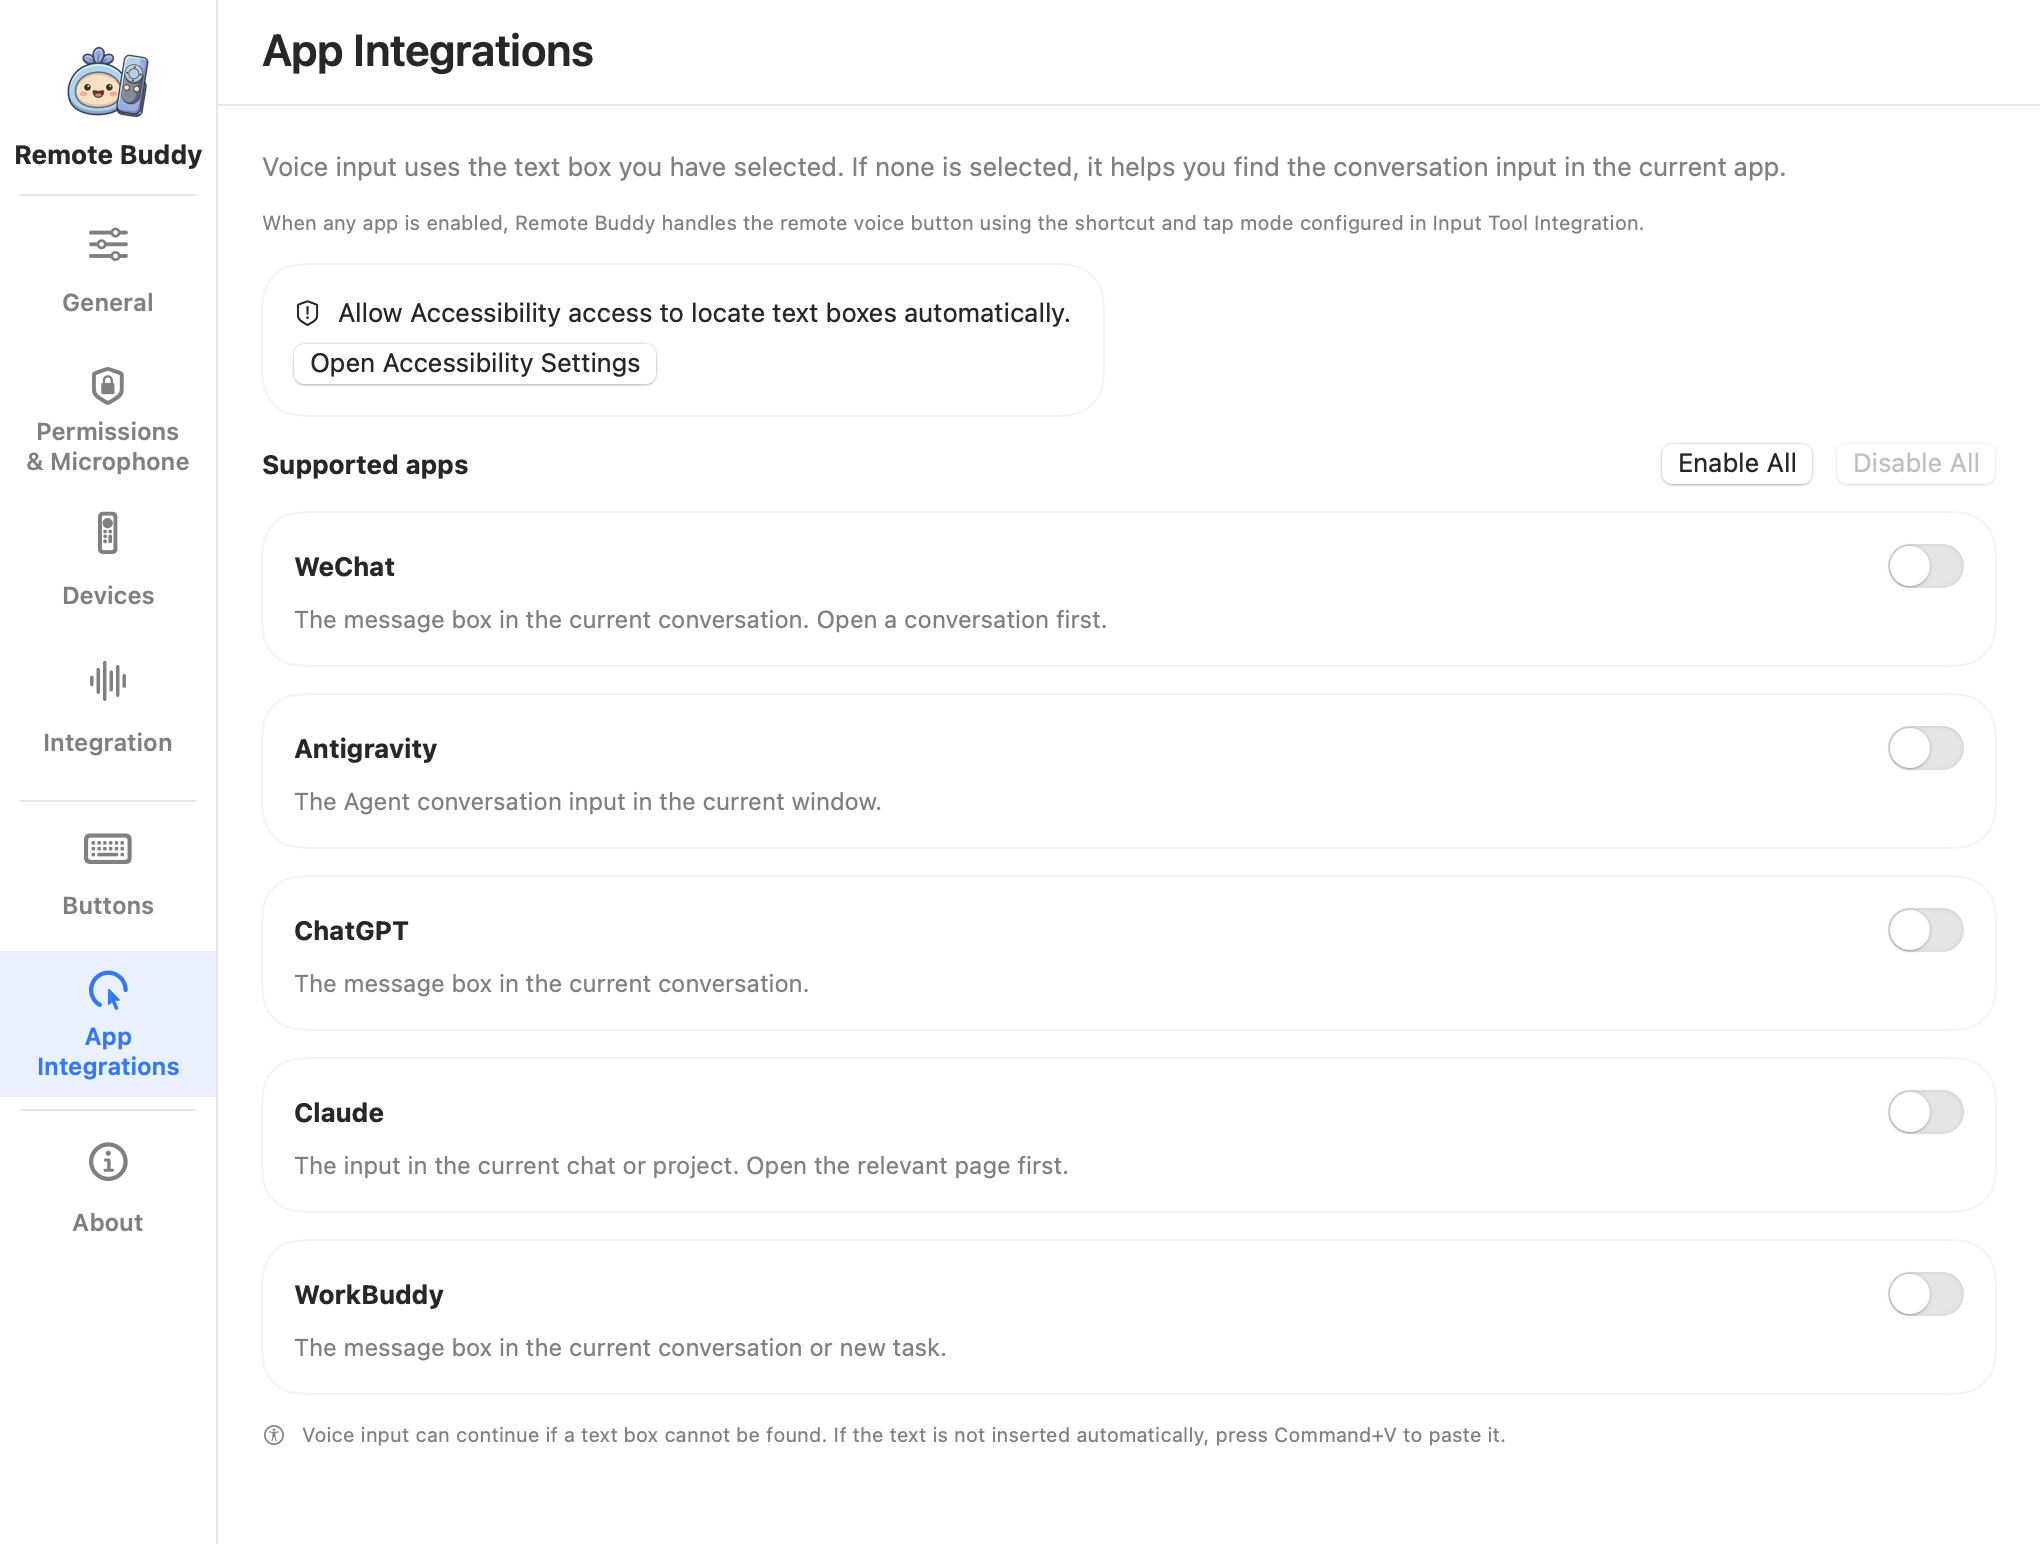 Remote Buddy
General
Permissions
& Microphone
Devices
Integration
Buttons
App
Integrations
About
App Integrations
Voice input uses the text box you have selected. If none is selected, it helps you find the conversation input in the current app.
When any app is enabled, Remote Buddy handles the remote voice button using the shortcut and tap mode configured in Input Tool Integration.
Allow Accessibility access to locate text boxes automatically.
Open Accessibility Settings
Supported apps
Enable All
Disable All
WeChat
The message box in the current conversation. Open a conversation first.
Antigravity
The Agent conversation input in the current window.
ChatGPT
The message box in the current conversation.
Claude
The input in the current chat or project. Open the relevant page first.
WorkBuddy
The message box in the current conversation or new task.
Voice input can continue if a text box cannot be found. If the text is not inserted automatically, press Command+V to paste it.